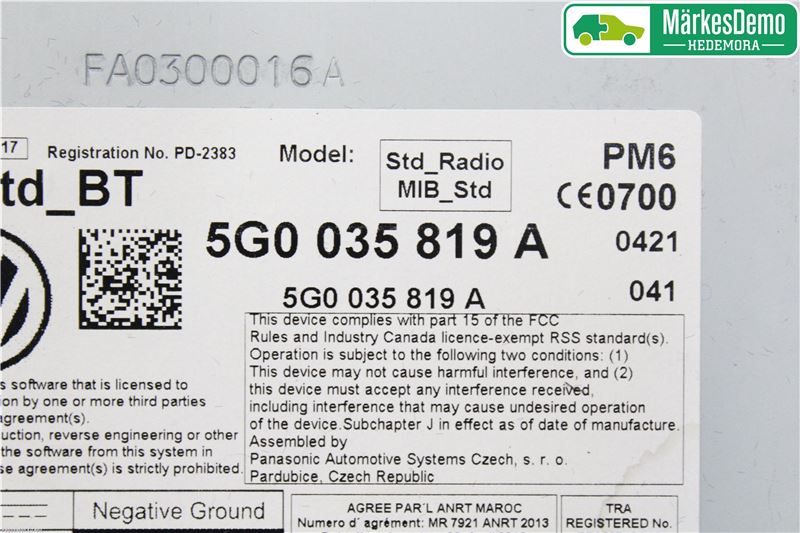 MärkesDemo
HEDEMORA
FA0300016A
17 Registration No. PD-2383 Model: Std_Radio PM6
MIB_Std
td_BT CE0700
5G0 035 819 A 0421
5G0 035 819 A 041
This device complies with part 15 of the FCC
Rules and Industry Canada licence-exempt RSS standard(s).
Operation is subject to the following two conditions: (1)
This device may not cause harmful interference, and (2)
this device must accept any interference received,
including interference that may cause undesired operation
of the device.Subchapter J in effect as of date of manufacture.
Assembled by
Panasonic Automotive Systems Czech, s. r. o.
Pardubice, Czech Republic
s software that is licensed
ion by one or more third parties
agreement(s).
uction, reverse engineering or other
the software from this system in
se agreement(s) is strictly prohibited.
Negative Ground
AGREE PAR´L ANRT MAROC
Numero d´ agrément: MR 7921 ANRT 2013
TRA
REGISTERED No.